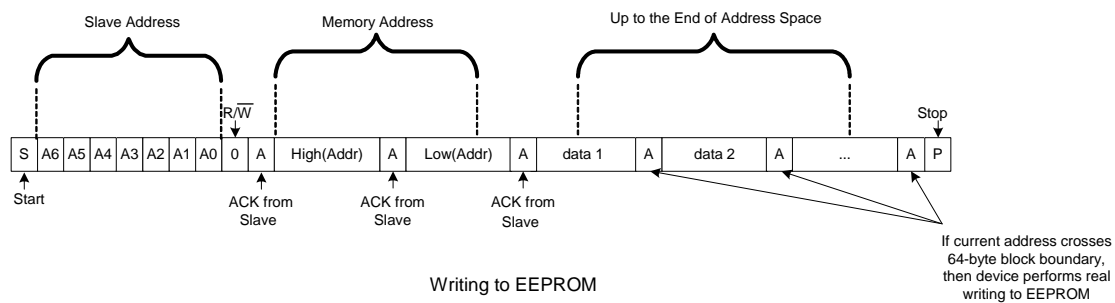 Slave Address
Memory Address
Up to the End of Address Space
R/W
Stop
S A6 A5 A4 A3 A2 A1 A0 0 A High(Addr) A Low(Addr) A data 1 A data 2 A ... A P
Start
ACK from
Slave
ACK from
Slave
ACK from
Slave
If current address crosses
64-byte block boundary,
then device performs real
writing to EEPROM
Writing to EEPROM